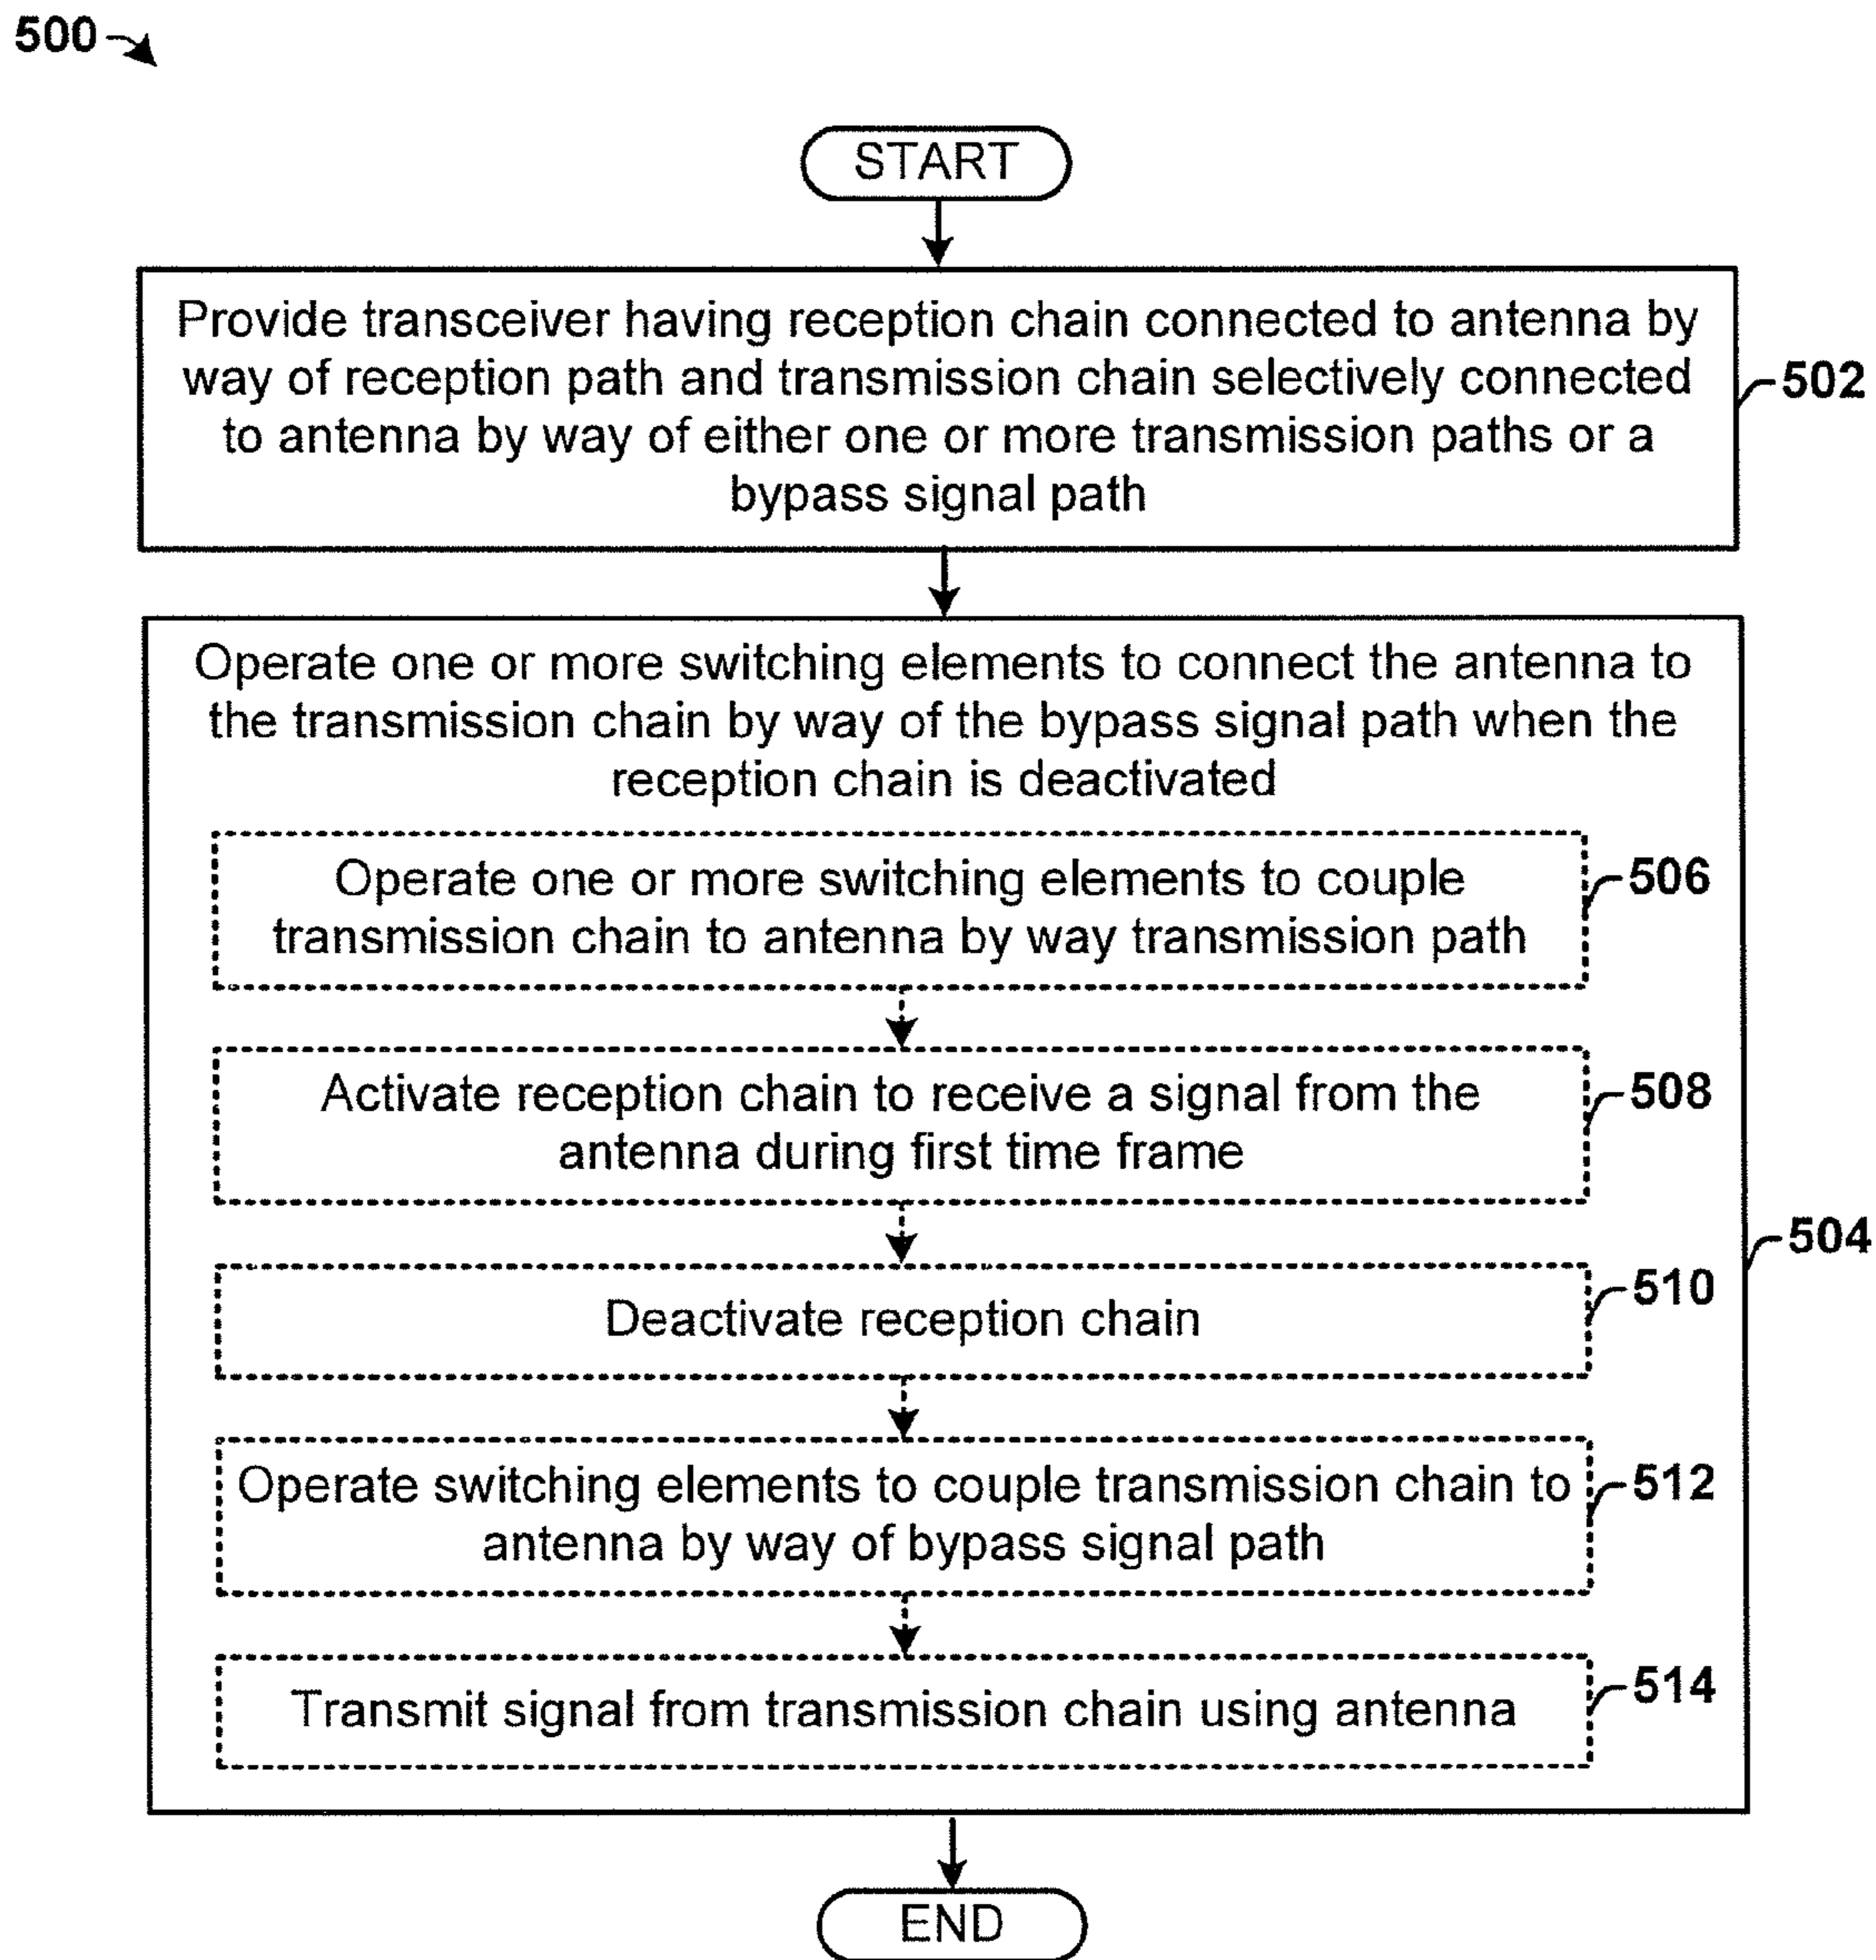 500
START
Provide transceiver having reception chain connected to antenna by
way of reception path and transmission chain selectively connected
to antenna by way of either one or more transmission paths or a
bypass signal path
502
Operate one or more switching elements to connect the antenna to
the transmission chain by way of the bypass signal path when the
reception chain is deactivated
Operate one or more switching elements to couple
transmission chain to antenna by way transmission path
506
Activate reception chain to receive a signal from the
antenna during first time frame
508
504
Deactivate reception chain
510
Operate switching elements to couple transmission chain to
antenna by way of bypass signal path
512
Transmit signal from transmission chain using antenna
514
END